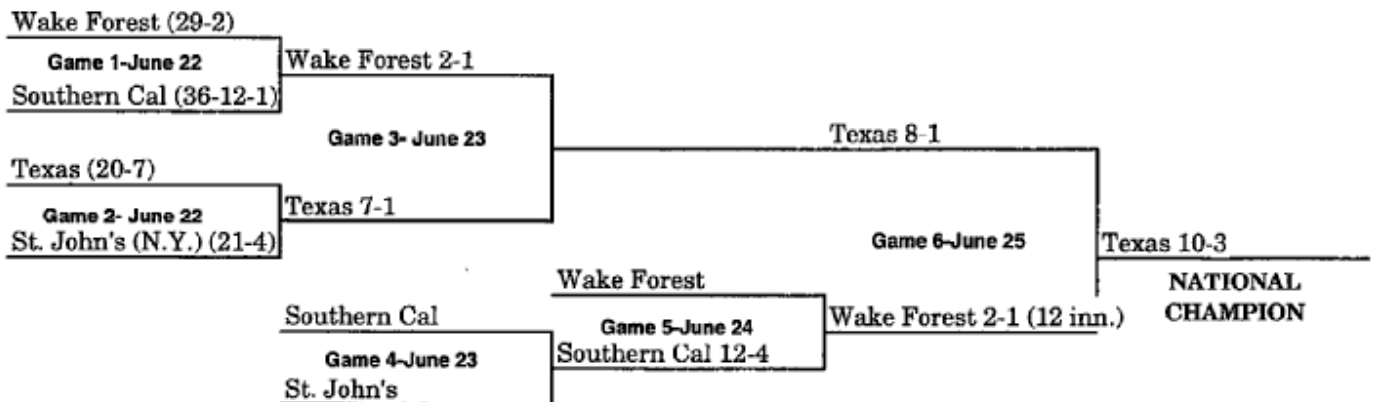 Wake Forest (29-2)
Game 1-June 22
Wake Forest 2-1
Southern Cal (36-12-1)
Game 3- June 23
Texas 8-1
Texas (20-7)
Game 2- June 22
Texas 7-1
St. John's (N.Y.) (21-4)
Game 6-June 25
Texas 10-3
NATIONAL
CHAMPION
Wake Forest
Southern Cal
Game 5-June 24
Wake Forest 2-1 (12 inn.)
Game 4-June 23
Southern Cal 12-4
St. John's